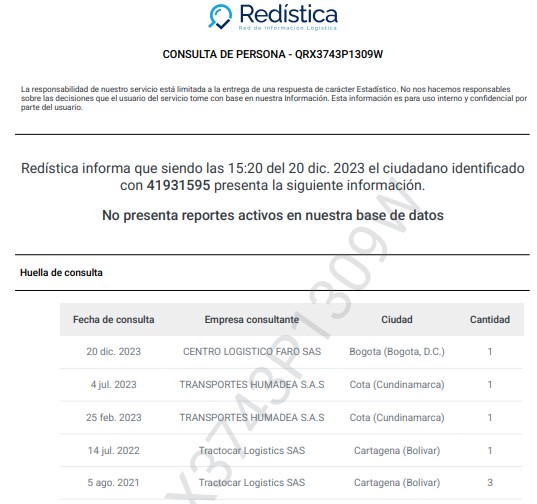 Redística
Red de Información Logística
CONSULTA DE PERSONA - QRX3743P1309W
La responsabilidad de nuestro servicio está limitada a la entrega de una respuesta de carácter Estadístico. No nos hacemos responsables
sobre las decisiones que el usuario del servicio tome con base en nuestra Información. Esta información es para uso interno y confidencial por
parte del usuario.
Redística informa que siendo las 15:20 del 20 dic. 2023 el ciudadano identificado
con 41931595 presenta la siguiente información.
No presenta reportes activos en nuestra base de datos
Huella de consulta
Fecha de consulta Empresa consultante Ciudad Cantidad
20 dic. 2023 CENTRO LOGISTICO FARO SAS Bogota (Bogota, D.C.) 1
4 jul. 2023 TRANSPORTES HUMADEA S.A.S Cota (Cundinamarca) 1
25 feb. 2023 TRANSPORTES HUMADEA S.A.S Cota (Cundinamarca) 1
14 jul. 2022 Tractocar Logistics SAS Cartagena (Bolivar) 1
5 ago. 2021 Tractocar Logistics SAS Cartagena (Bolivar) 3
X3743P1309W